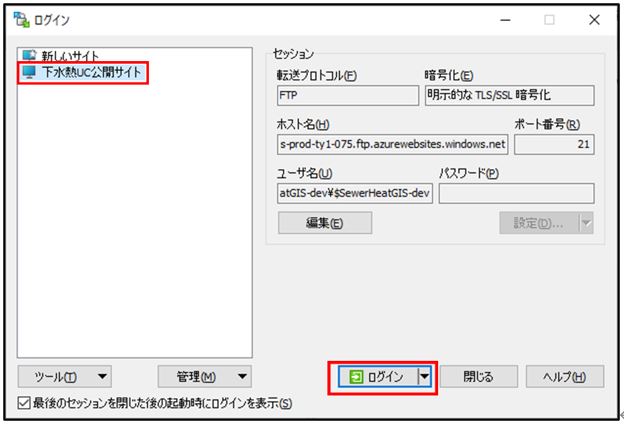 ログイン
新しいサイト
下水熱UC公開サイト
セッション
転送プロトコル(F)
暗号化(E)
FTP
明示的な TLS/SSL 暗号化
ホスト名(H)
ポート番号(R)
s-prod-ty1-075.ftp.azurewebsites.windows.net
21
ユーザ名(U)
パスワード(P)
atGIS-dev¥$SewerHeatGIS-dev
編集(E)
設定(D)...
ツール(T)
管理(M)
ログイン
閉じる
ヘルプ(H)
最後のセッションを閉じた後の起動時にログインを表示(S)